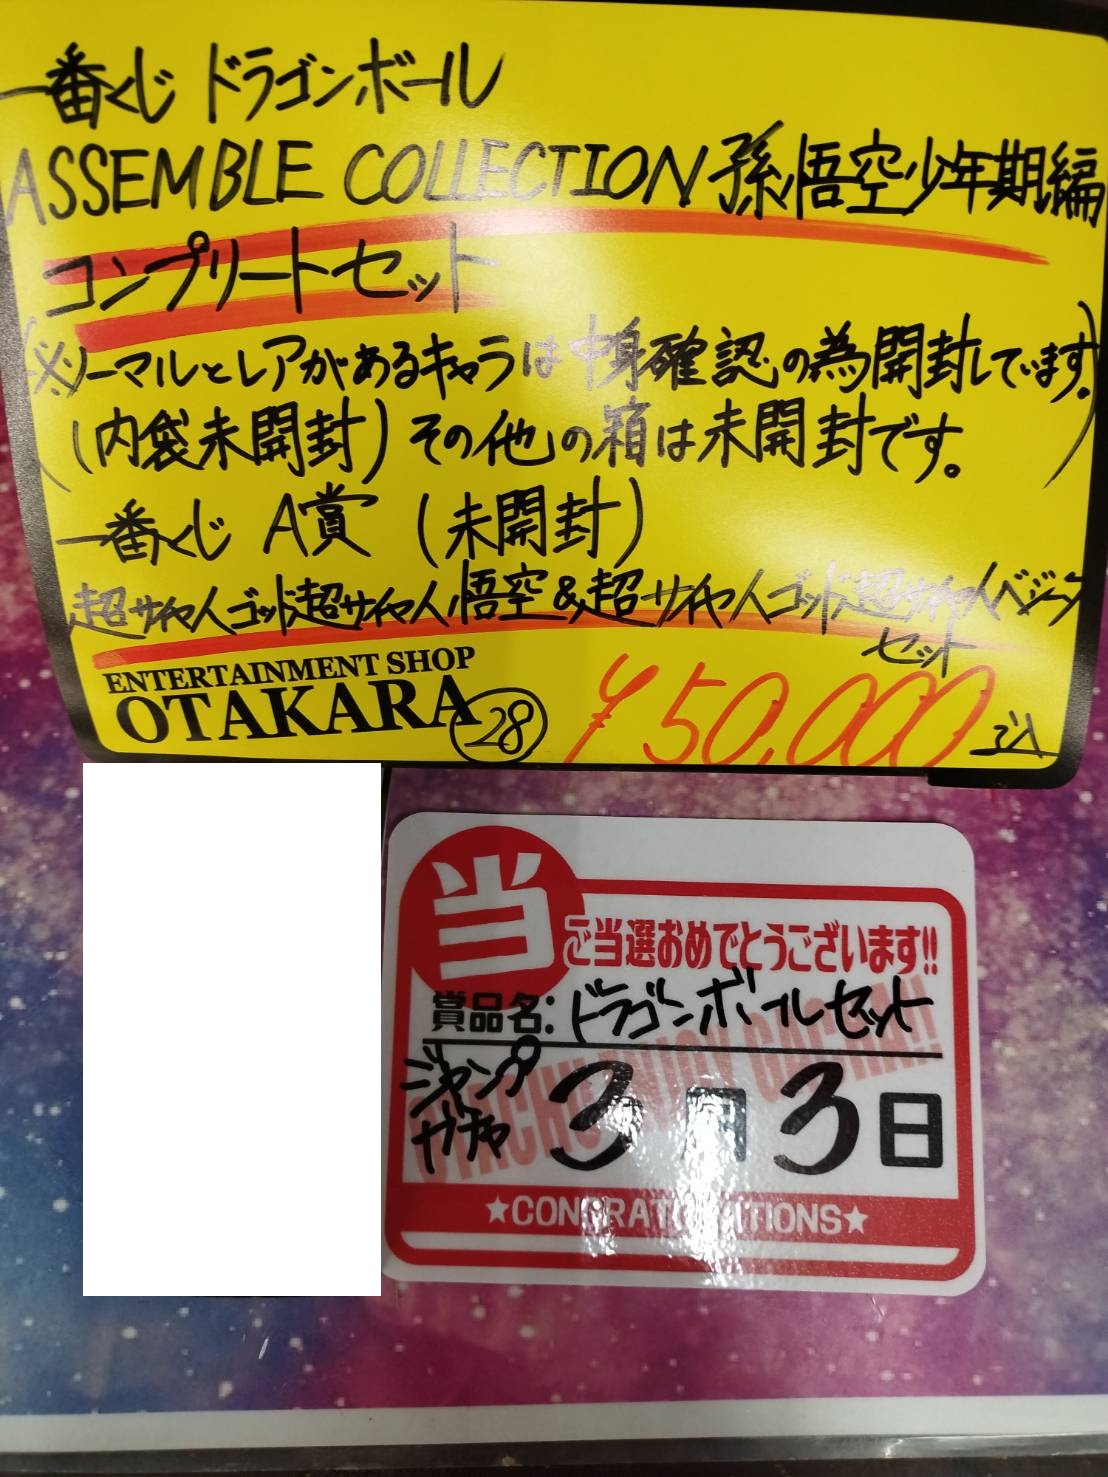 一番くじ ドラゴンボール
ASSEMBLE COLLECTION 孫悟空少年期編
コンプリートセット
(※ノーマルとレアがあるキャラは中身確認の為開封しています。
(内袋未開封) その他の箱は未開封です。)
一番くじ A賞 (未開封)
超サイヤ人ゴッド超サイヤ人悟空&超サイヤ人ゴッド超サイヤ人ベジータ
セット
ENTERTAINMENT SHOP
OTAKARA 28 ¥50,000 込
当
ご当選おめでとうございます!!
賞品名: ドラゴンボールセット
ジャンプ
ガチャ 3月3日
★CONGRATULATIONS★